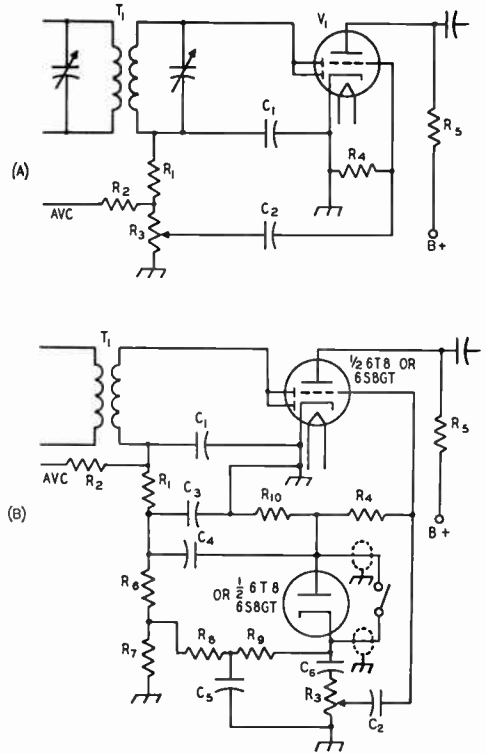 T1
V1
C1
R5
(A)
R1
R4
R2
AVC
C2
R3
B+
T1
½ 6T8 OR
6S8GT
C1
R5
AVC
R2
R1
C3
R10
R4
B+
(B)
C4
R6
OR ½ 6T8
6S8GT
R7
R8
R9
C6
C5
R3
C2